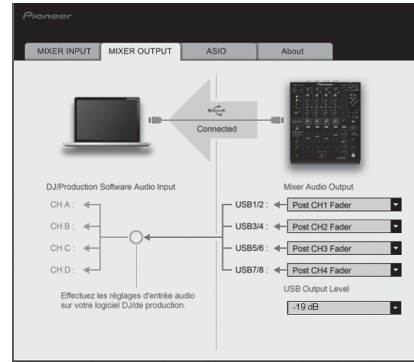 Pioneer
MIXER INPUT MIXER OUTPUT ASIO About
Connected
DJ/Production Software Audio Input Mixer Audio Output
CH A : USB1/2 : Post CH1 Fader
CH B : USB3/4 : Post CH2 Fader
CH C : USB5/6 : Post CH3 Fader
CH D : USB7/8 : Post CH4 Fader
Effectuez les réglages d'entrée audio
sur votre logiciel DJ/de production.
USB Output Level
-19 dB